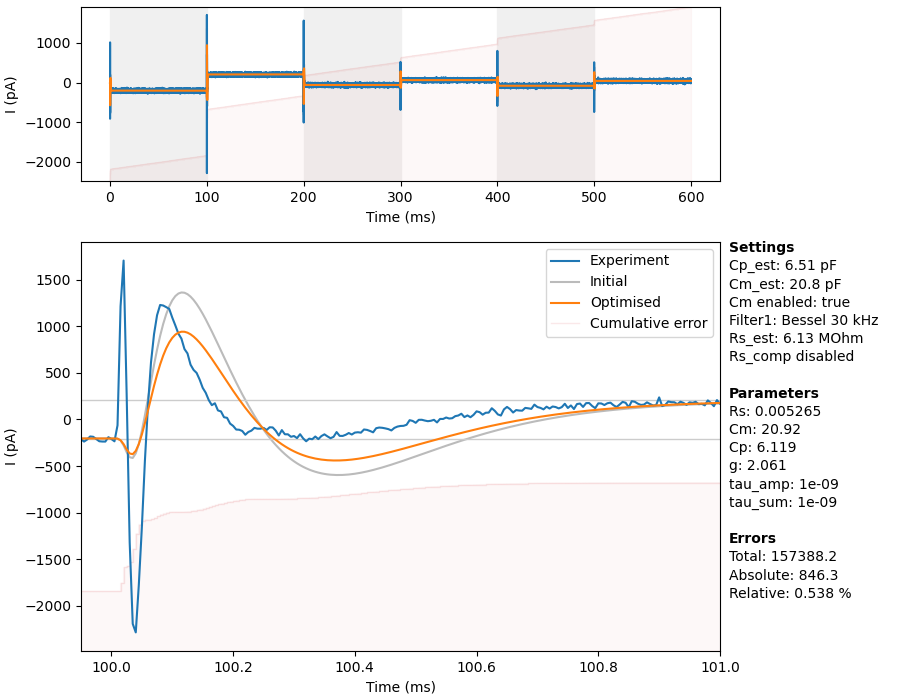 I (pA)
1000
0
−1000
−2000
0
100
200
300
400
500
600
Time (ms)
I (pA)
1500
1000
500
0
−500
−1000
−1500
−2000
100.0
100.2
100.4
100.6
100.8
101.0
Time (ms)
Experiment
Initial
Optimised
Cumulative error
Settings
Cp_est: 6.51 pF
Cm_est: 20.8 pF
Cm enabled: true
Filter1: Bessel 30 kHz
Rs_est: 6.13 MOhm
Rs_comp disabled
Parameters
Rs: 0.005265
Cm: 20.92
Cp: 6.119
g: 2.061
tau_amp: 1e-09
tau_sum: 1e-09
Errors
Total: 157388.2
Absolute: 846.3
Relative: 0.538 %